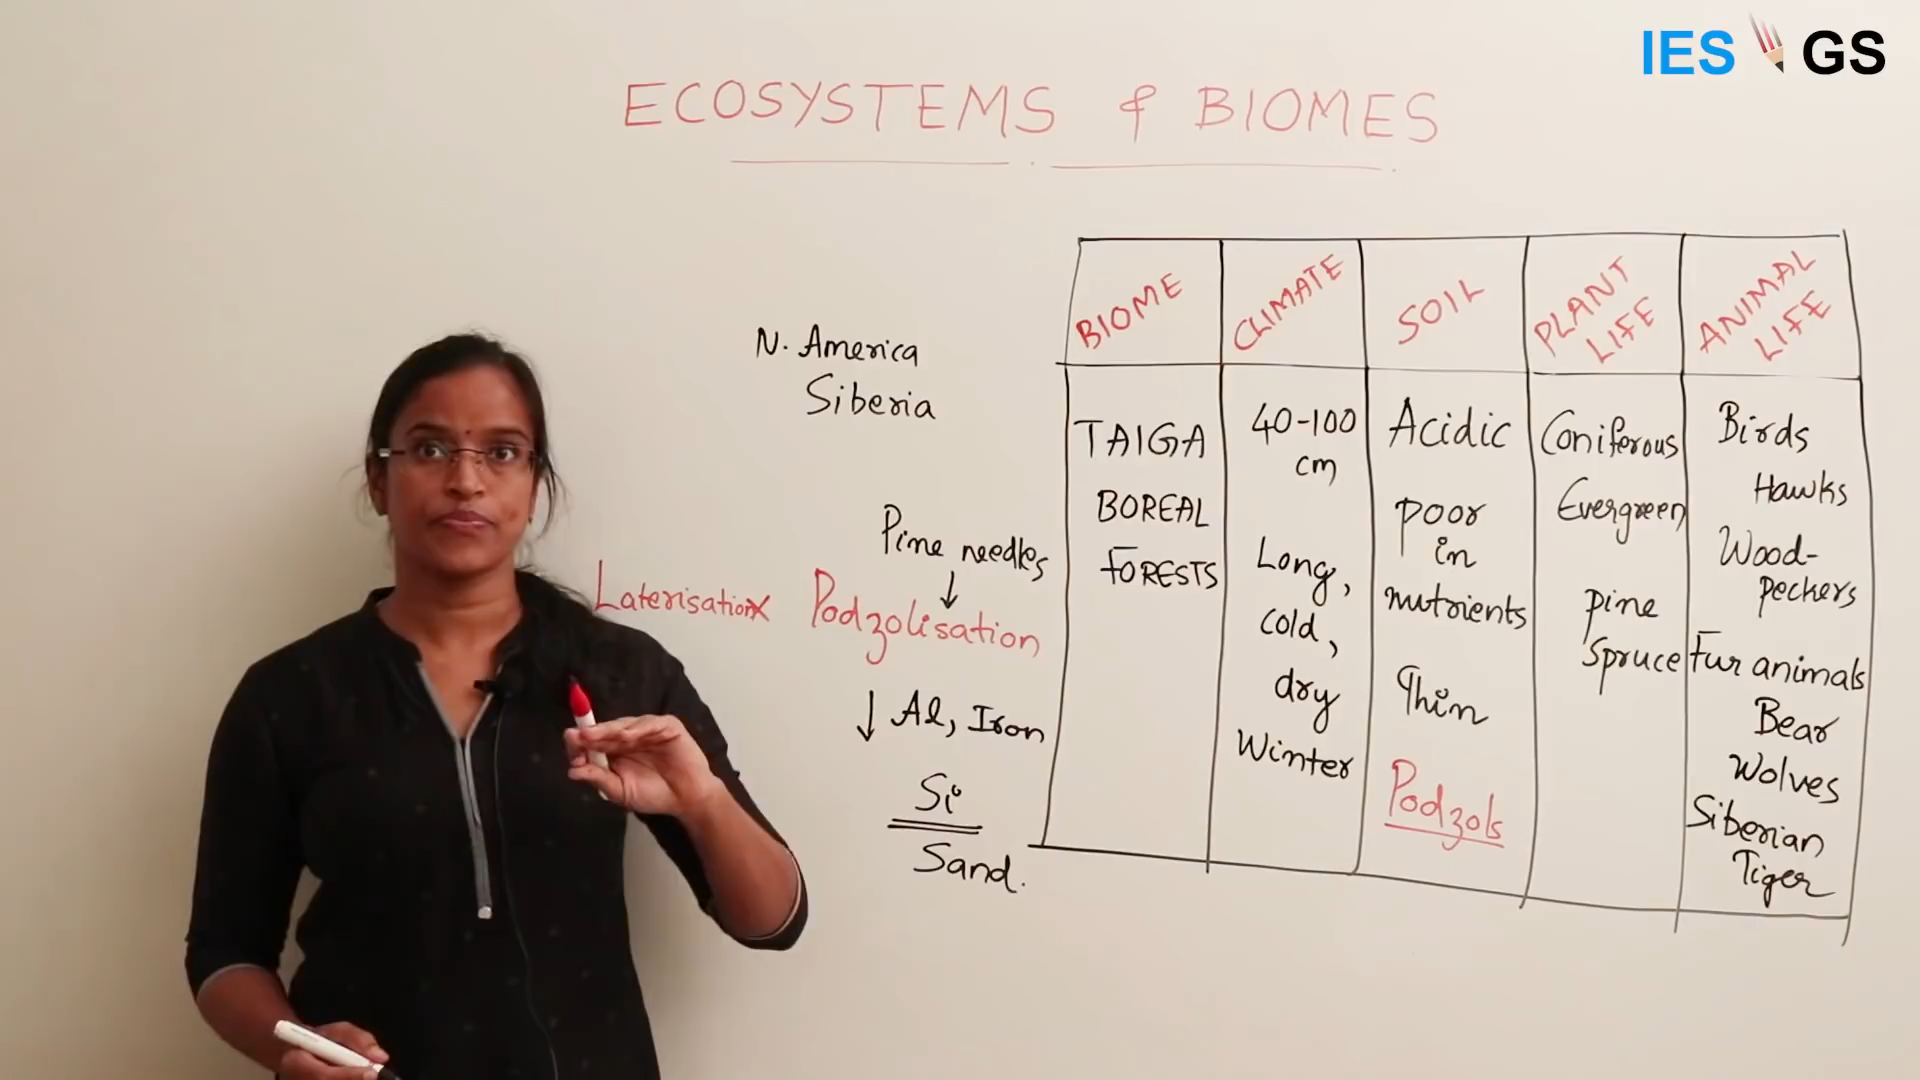 IES GS
ECOSYSTEMS & BIOMES
N. America
Siberia
Pine needles
↓
Laterisation× Podzolisation
↓ Al, Iron
Si
Sand.
BIOME
TAIGA
BOREAL
FORESTS
CLIMATE
40-100
cm
Long,
cold,
dry
Winter
SOIL
Acidic
Poor
in
nutrients
Thin
Podzols
PLANT
LIFE
Coniferous
Evergreen
Pine
Spruce
ANIMAL
LIFE
Birds
Hawks
Wood-
peckers
Fur animals
Bear
Wolves
Siberian
Tiger